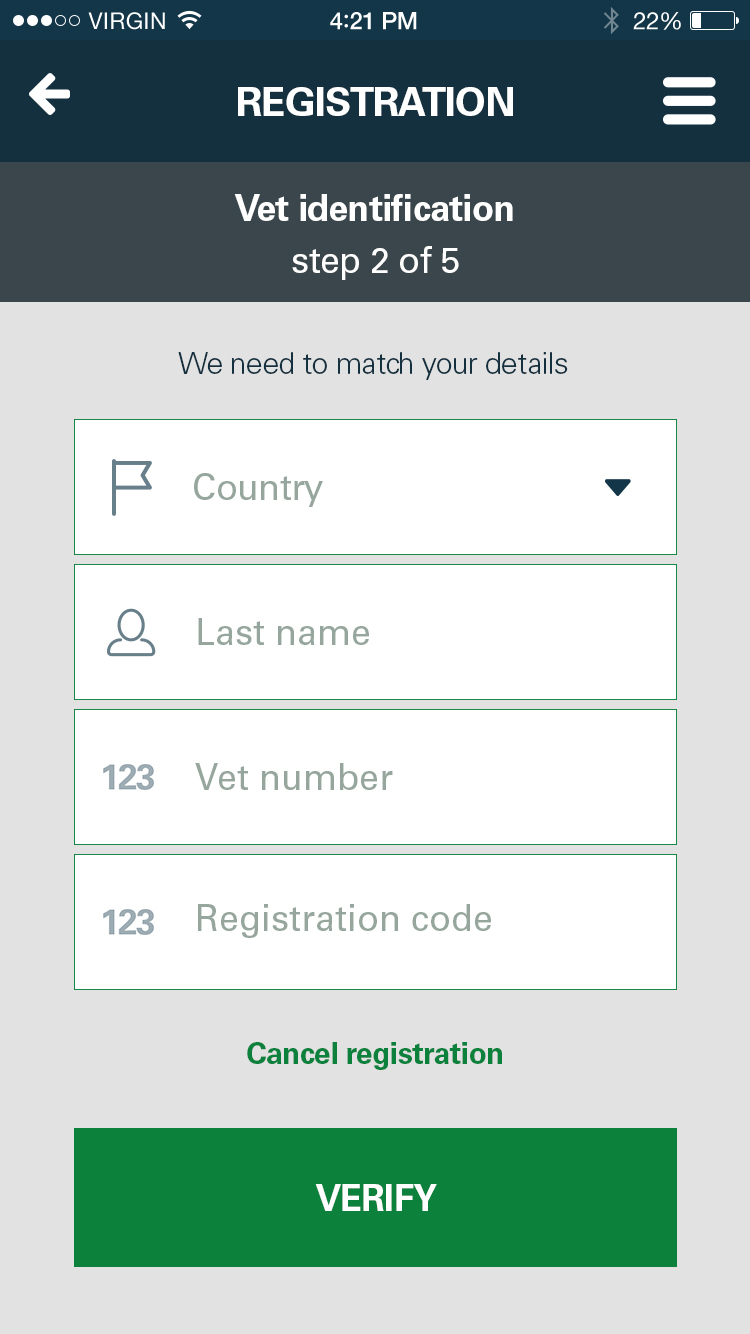 VIRGIN 4:21 PM 22%
REGISTRATION
Vet identification
step 2 of 5
We need to match your details
Country
Last name
123 Vet number
123 Registration code
Cancel registration
VERIFY